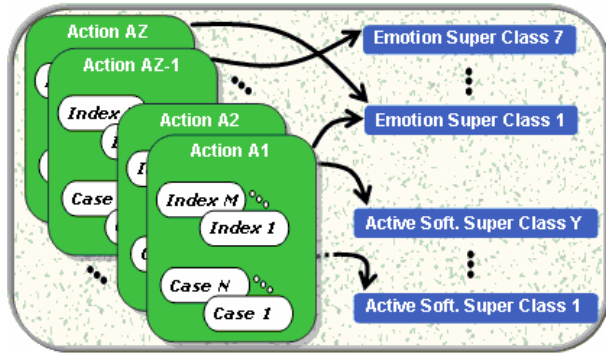 Action AZ
Action AZ-1
Index
Case
Action A2
Action A1
Index M
Index 1
Case N
Case 1
Emotion Super Class 7
Emotion Super Class 1
Active Soft. Super Class Y
Active Soft. Super Class 1